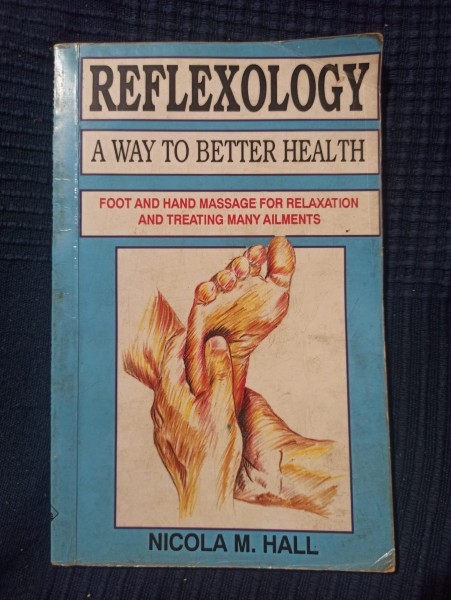 REFLEXOLOGY
A WAY TO BETTER HEALTH
FOOT AND HAND MASSAGE FOR RELAXATION
AND TREATING MANY AILMENTS
NICOLA M. HALL